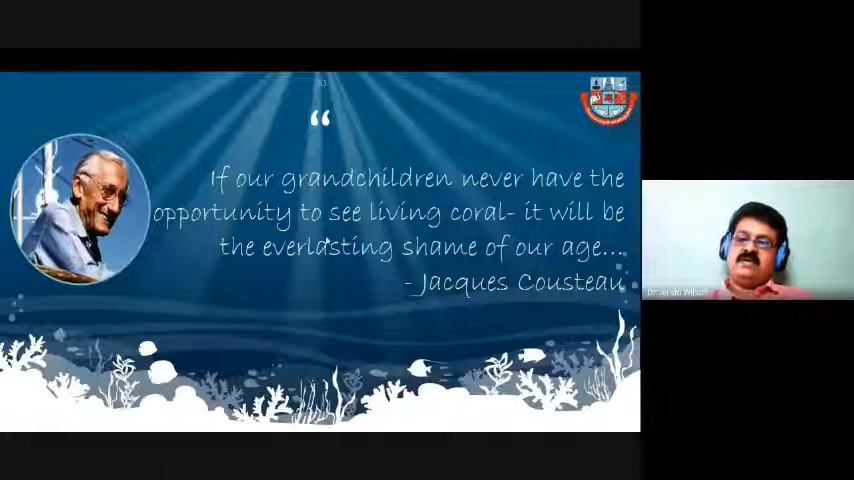 “
If our grandchildren never have the
opportunity to see living coral- it will be
the everlasting shame of our age...
- Jacques Cousteau